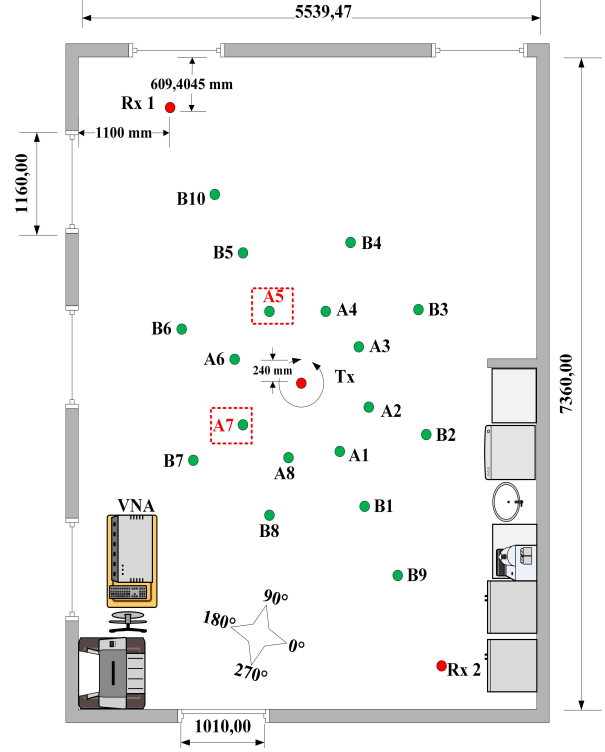 5539,47
609,4045 mm
Rx 1
1100 mm
1160,00
B10
B4
B5
A5
A4
B3
B6
A3
A6
240 mm
Tx
7360,00
A2
A7
B2
A1
B7
A8
VNA
B1
B8
B9
90°
180°
0°
270°
Rx 2
1010,00